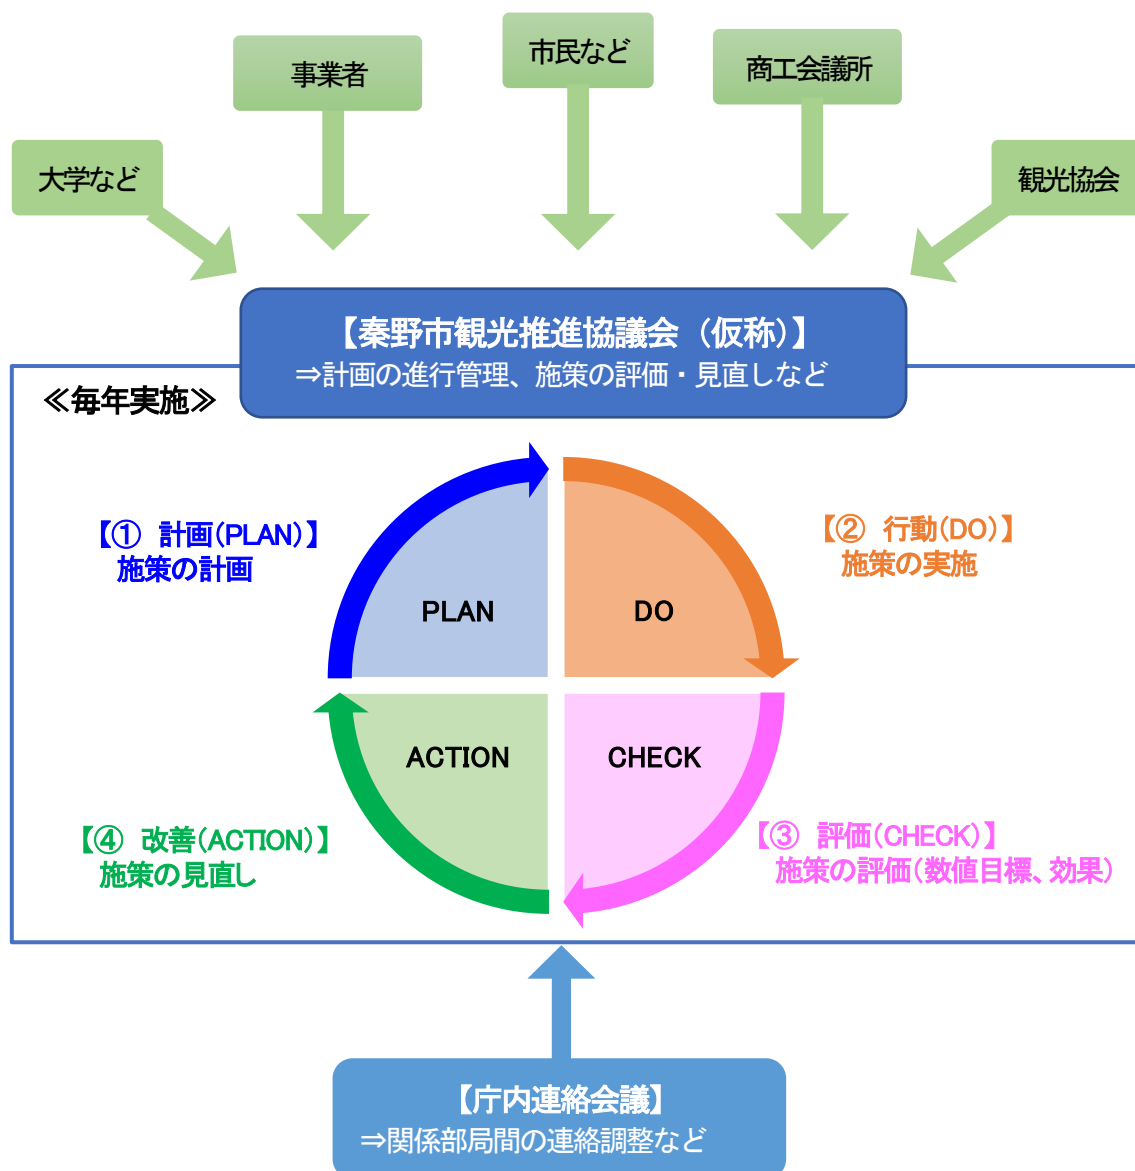 市民など
事業者
商工会議所
大学など
観光協会
【秦野市観光推進協議会（仮称）】
⇒計画の進行管理、施策の評価・見直しなど
≪毎年実施≫
【①　計画(PLAN)】
施策の計画
【②　行動(DO)】
施策の実施
PLAN
DO
ACTION
CHECK
【④　改善(ACTION)】
施策の見直し
【③　評価(CHECK)】
施策の評価(数値目標、効果)
【庁内連絡会議】
⇒関係部局間の連絡調整など